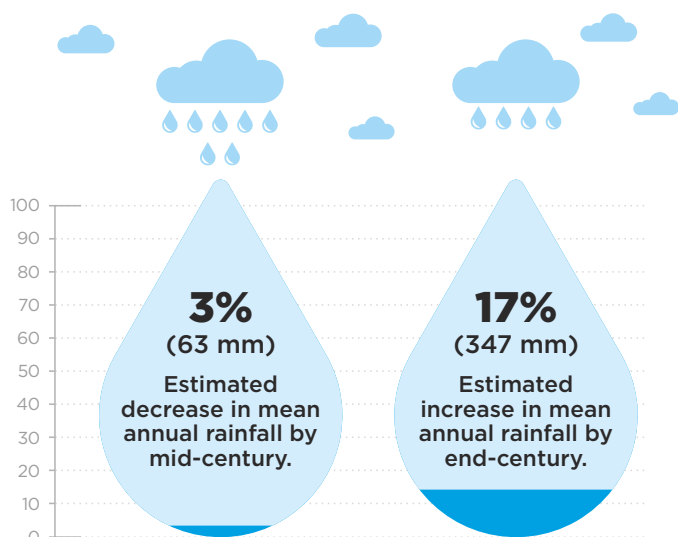 100
90
80
70
60
50
40
30
20
10
0
3%
(63 mm)
Estimated
decrease in mean
annual rainfall by
mid-century.
17%
(347 mm)
Estimated
increase in mean
annual rainfall by
end-century.